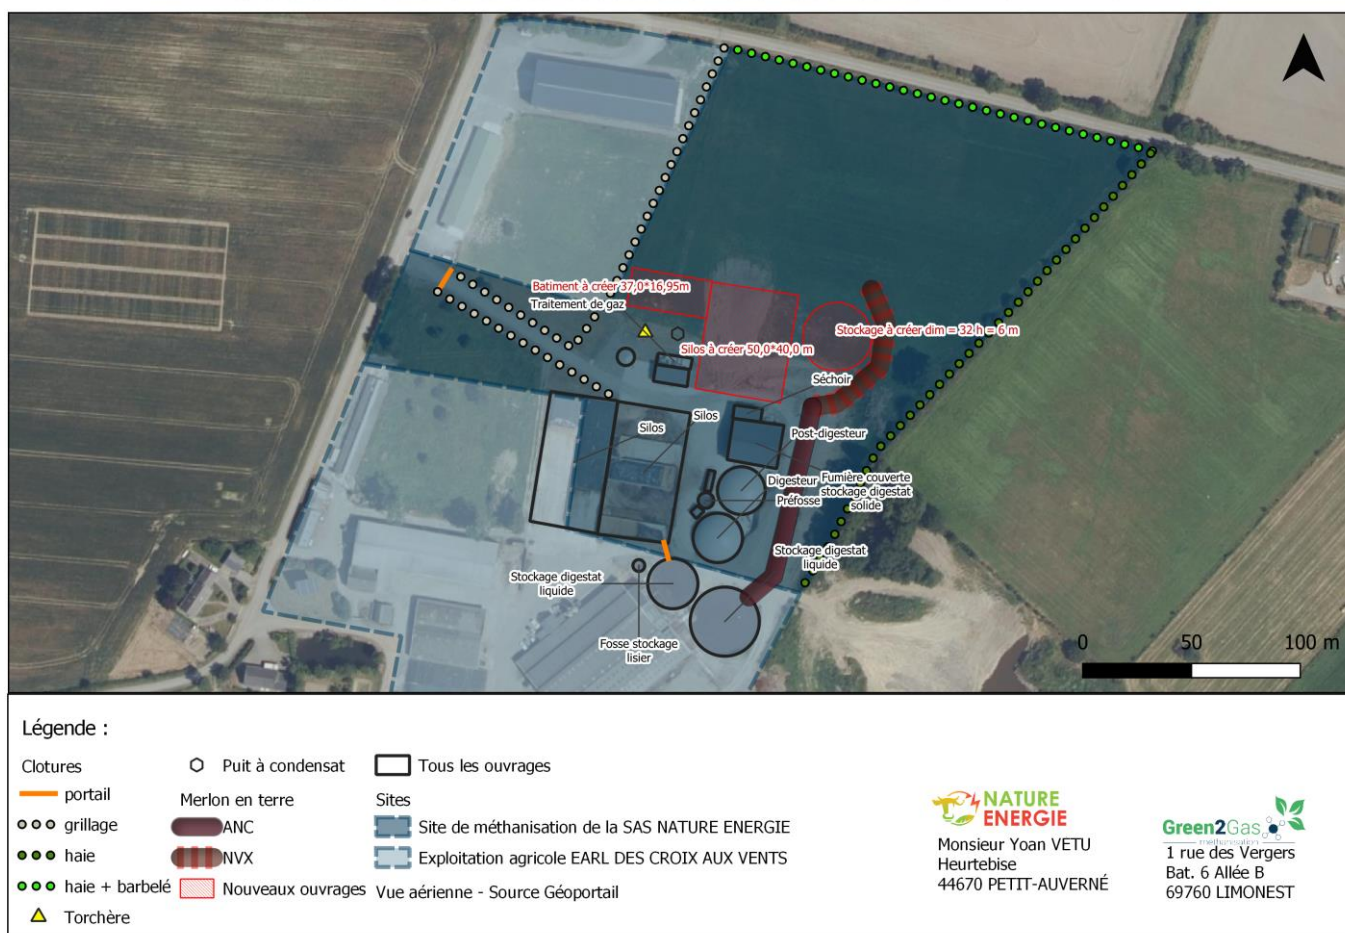 Batiment à créer 37,0*16,95m
Traitement de gaz
Stockage à créer dim = 32 h = 6 m
Silos à créer 50,0*40,0 m
Séchoir
Silos
Silos
Post-digesteur
Digesteur
Fumière couverte
stockage digestat
solide
Préfosse
Stockage digestat
liquide
Stockage digestat
liquide
Fosse stockage
lisier
0 50 100 m
Légende :
Clotures
portail
grillage
haie
haie + barbelé
Torchère
Puit à condensat
Merlon en terre
ANC
NVX
Nouveaux ouvrages
Tous les ouvrages
Sites
Site de méthanisation de la SAS NATURE ENERGIE
Exploitation agricole EARL DES CROIX AUX VENTS
Vue aérienne - Source Géoportail
NATURE
ENERGIE
Monsieur Yoan VETU
Heurtebise
44670 PETIT-AUVERNÉ
Green2Gas
méthanisation
1 rue des Vergers
Bat. 6 Allée B
69760 LIMONEST